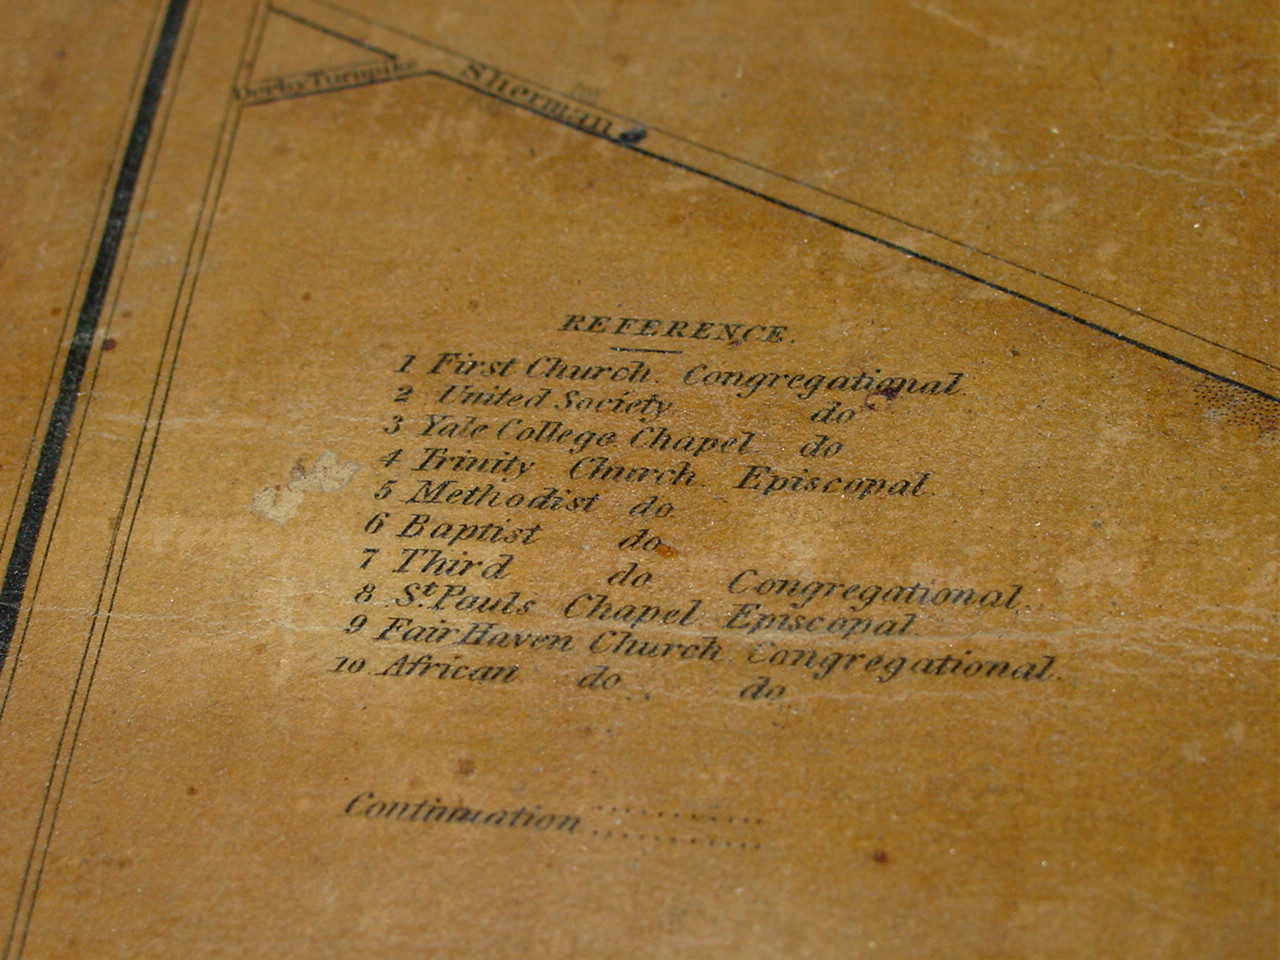 Derby Turnpike
Sherman
REFERENCE.
1 First Church. Congregational.
2 United Society do
3 Yale College Chapel do
4 Trinity Church. Episcopal.
5 Methodist do
6 Baptist do
7 Third do Congregational.
8 St. Pauls Chapel. Episcopal.
9 Fair Haven Church Congregational.
10 African do do
Continuation